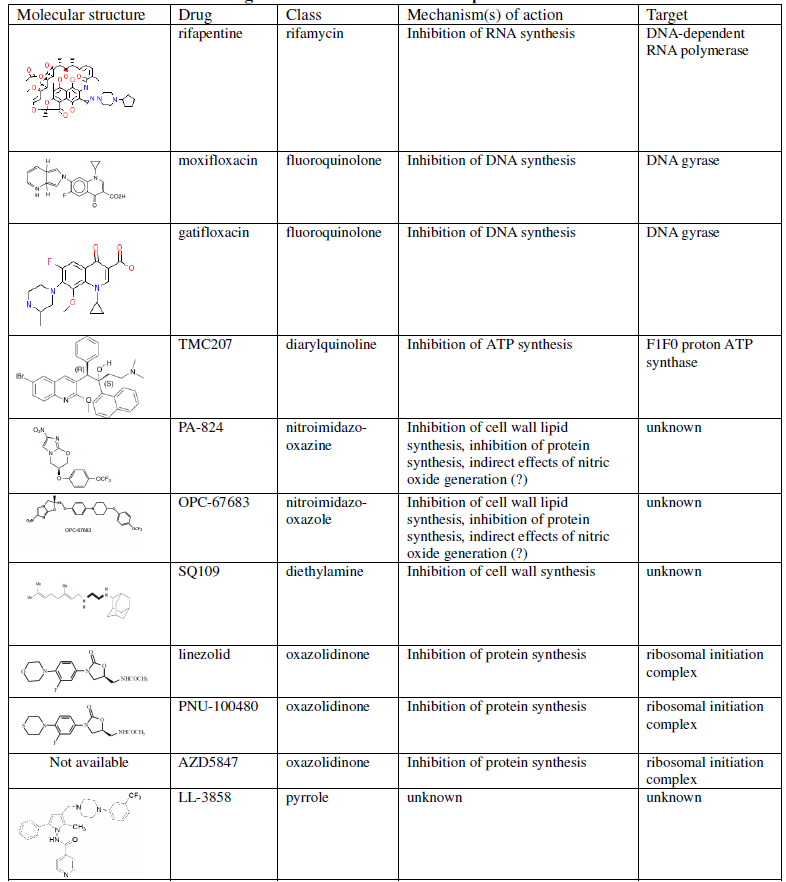 Molecular structure Drug Class Mechanism(s) of action Target
rifapentine rifamycin Inhibition of RNA synthesis DNA-dependent
RNA polymerase
moxifloxacin fluoroquinolone Inhibition of DNA synthesis DNA gyrase
gatifloxacin fluoroquinolone Inhibition of DNA synthesis DNA gyrase
TMC207 diarylquinoline Inhibition of ATP synthesis F1F0 proton ATP
synthase
PA-824 nitroimidazo- Inhibition of cell wall lipid unknown
oxazine synthesis, inhibition of protein
synthesis, indirect effects of nitric
oxide generation (?)
OPC-67683 nitroimidazo- Inhibition of cell wall lipid unknown
oxazole synthesis, inhibition of protein
synthesis, indirect effects of nitric
OPC-67683
oxide generation (?)
SQ109 diethylamine Inhibition of cell wall synthesis unknown
linezolid oxazolidinone Inhibition of protein synthesis ribosomal initiation
complex
PNU-100480 oxazolidinone Inhibition of protein synthesis ribosomal initiation
complex
Not available AZD5847 oxazolidinone Inhibition of protein synthesis ribosomal initiation
complex
LL-3858 pyrrole unknown unknown